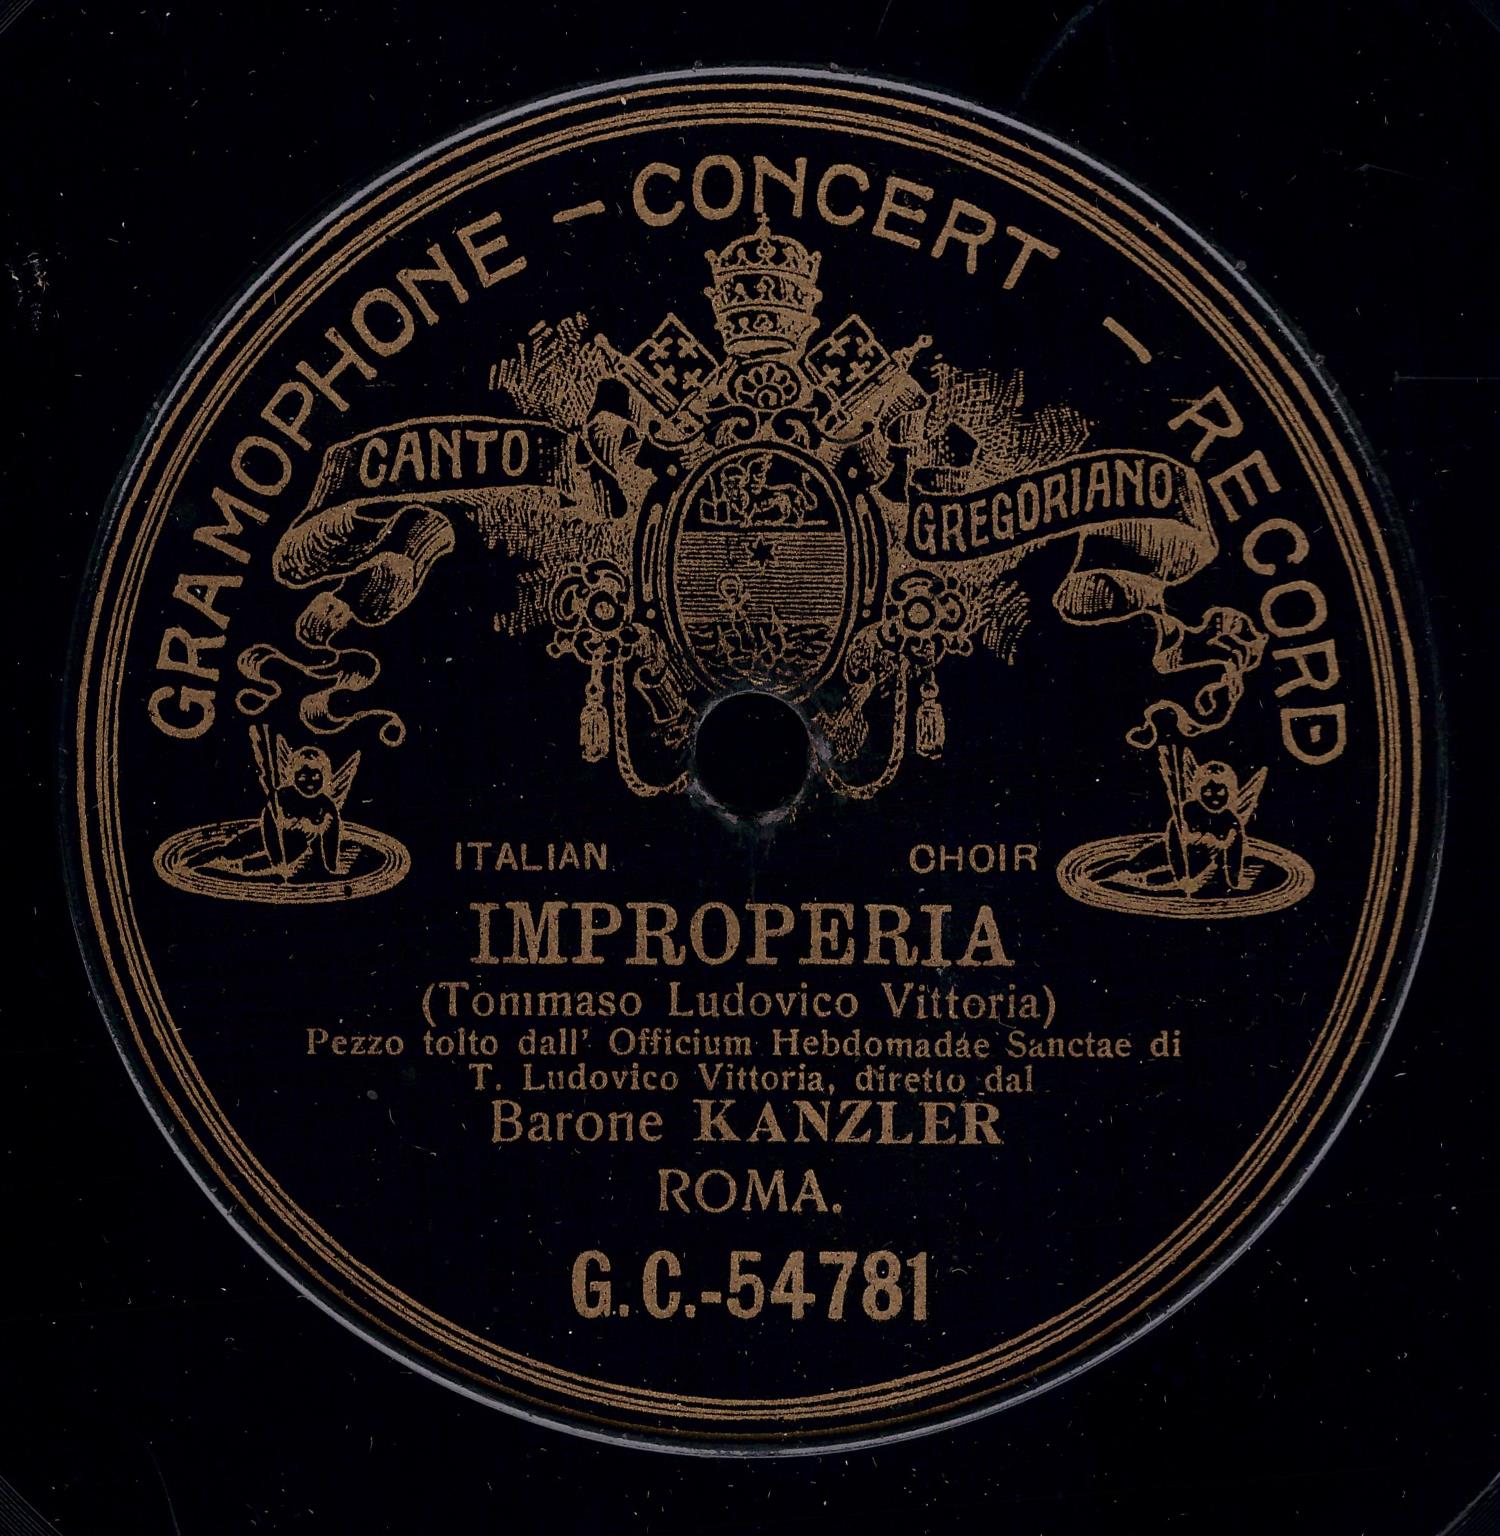 GRAMOPHONE - CONCERT - RECORD
CANTO GREGORIANO
ITALIAN CHOIR
IMPROPERIA
(Tommaso Ludovico Vittoria)
Pezzo tolto dall' Officium Hebdomadae Sanctae di
T. Ludovico Vittoria, diretto dal
Barone KANZLER
ROMA.
G.C.-54781